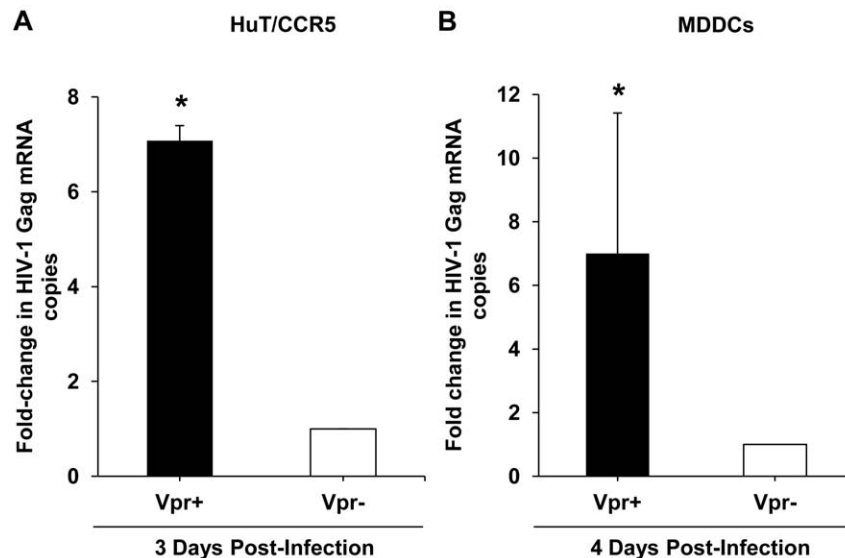 A
HuT/CCR5
Fold-change in HIV-1 Gag mRNA
copies
8
6
4
2
0
*
Vpr+
Vpr-
3 Days Post-Infection
B
MDDCs
Fold change in HIV-1 Gag mRNA
copies
12
10
8
6
4
2
0
*
Vpr+
Vpr-
4 Days Post-Infection